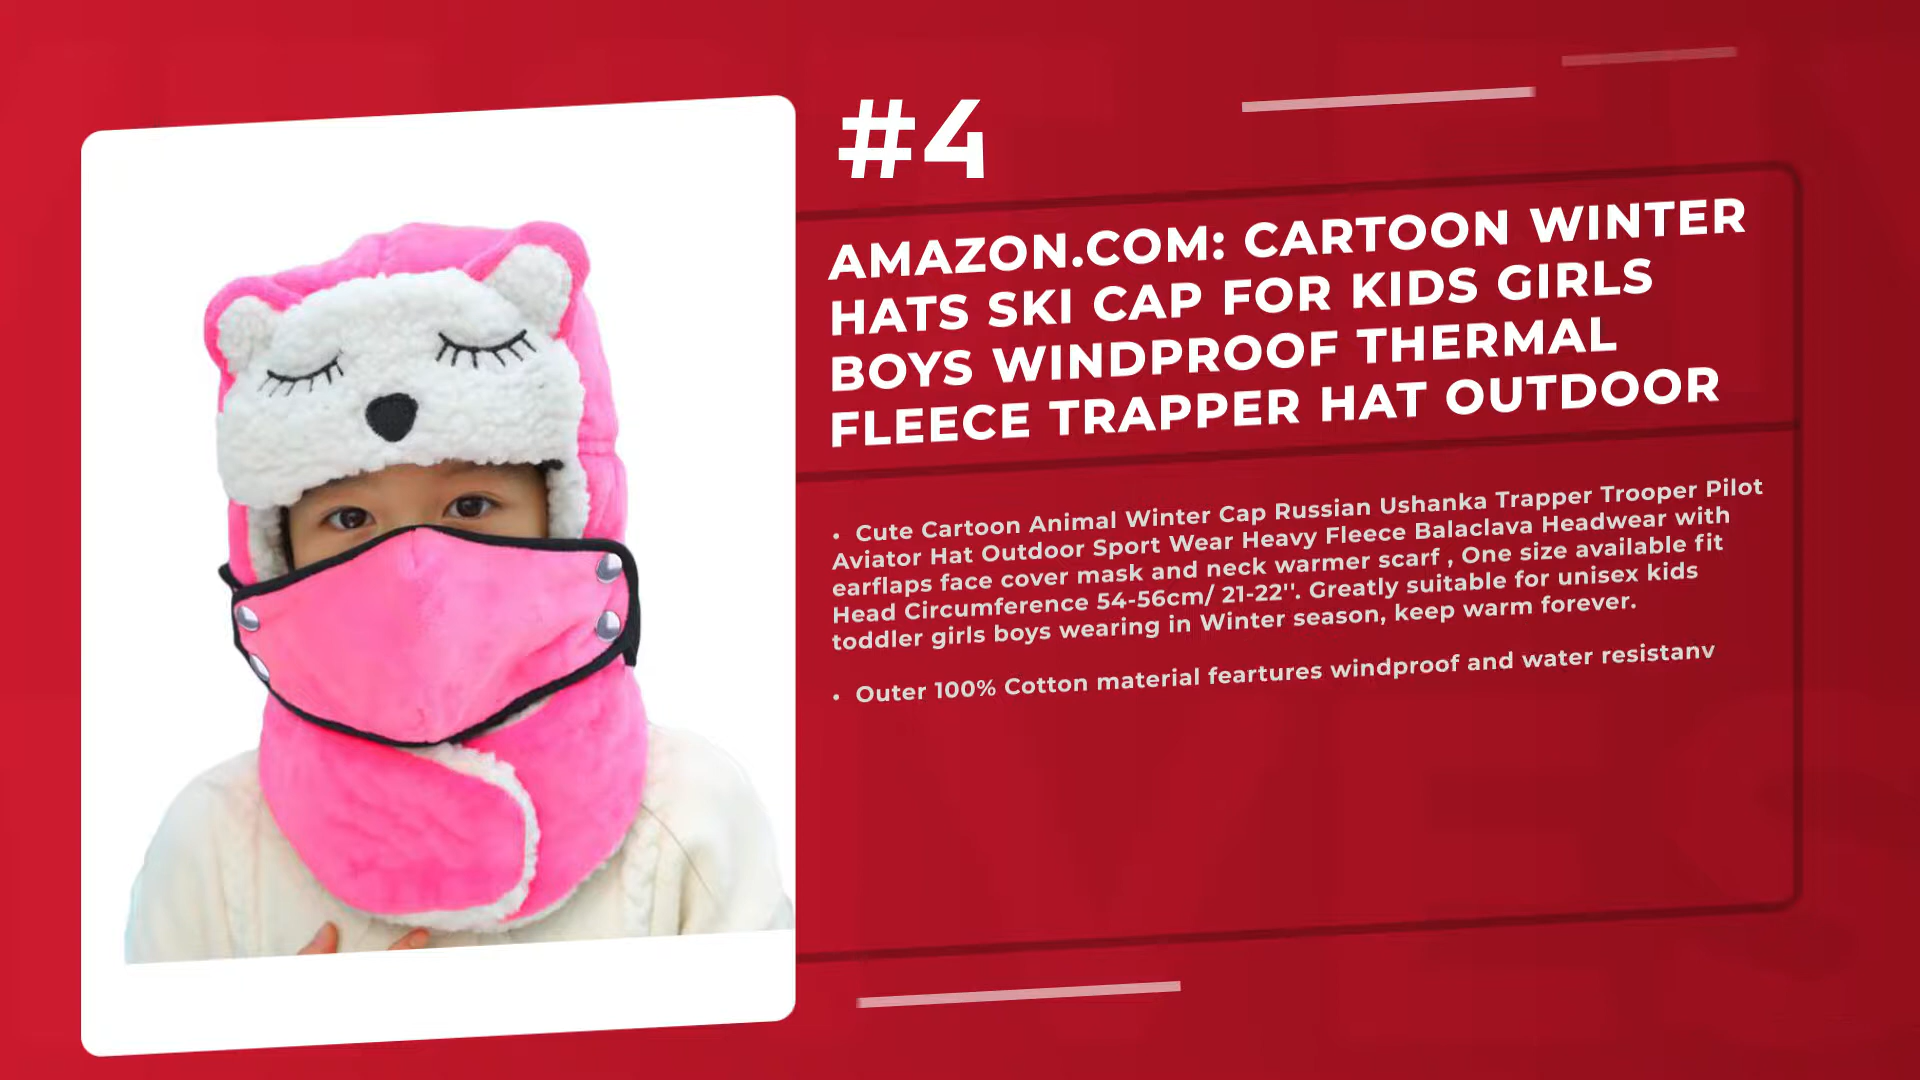 #4
AMAZON.COM: CARTOON WINTER
HATS SKI CAP FOR KIDS GIRLS
BOYS WINDPROOF THERMAL
FLEECE TRAPPER HAT OUTDOOR
• Cute Cartoon Animal Winter Cap Russian Ushanka Trapper Trooper Pilot
Aviator Hat Outdoor Sport Wear Heavy Fleece Balaclava Headwear with
earflaps face cover mask and neck warmer scarf , One size available fit
Head Circumference 54-56cm/ 21-22''. Greatly suitable for unisex kids
toddler girls boys wearing in Winter season, keep warm forever.
• Outer 100% Cotton material feartures windproof and water resistanv